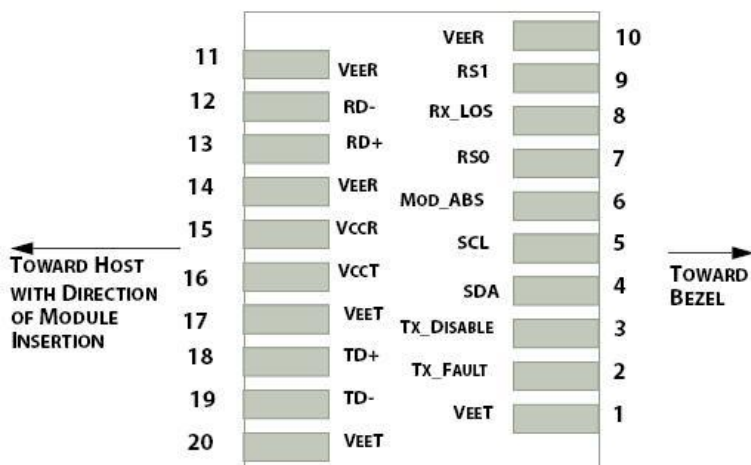 VEER 10
11 VEER
RS1 9
12 RD-
RX_LOS 8
13 RD+
RS0 7
14 VEER
MOD_ABS 6
15 VCCR
SCL 5
TOWARD HOST
WITH DIRECTION
OF MODULE
INSERTION
16 VCCT
SDA 4
TOWARD
BEZEL
17 VEET
TX_DISABLE 3
18 TD+
TX_FAULT 2
19 TD-
VEET 1
20 VEET